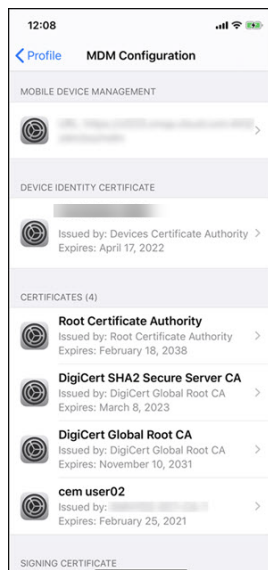 12:08
Profile
MDM Configuration
MOBILE DEVICE MANAGEMENT
DEVICE IDENTITY CERTIFICATE
Issued by: Devices Certificate Authority
Expires: April 17, 2022
CERTIFICATES (4)
Root Certificate Authority
Issued by: Root Certificate Authority
Expires: February 18, 2038
DigiCert SHA2 Secure Server CA
Issued by: DigiCert Global Root CA
Expires: March 8, 2023
DigiCert Global Root CA
Issued by: DigiCert Global Root CA
Expires: November 10, 2031
cem user02
Issued by:
Expires: February 25, 2021
SIGNING CERTIFICATE